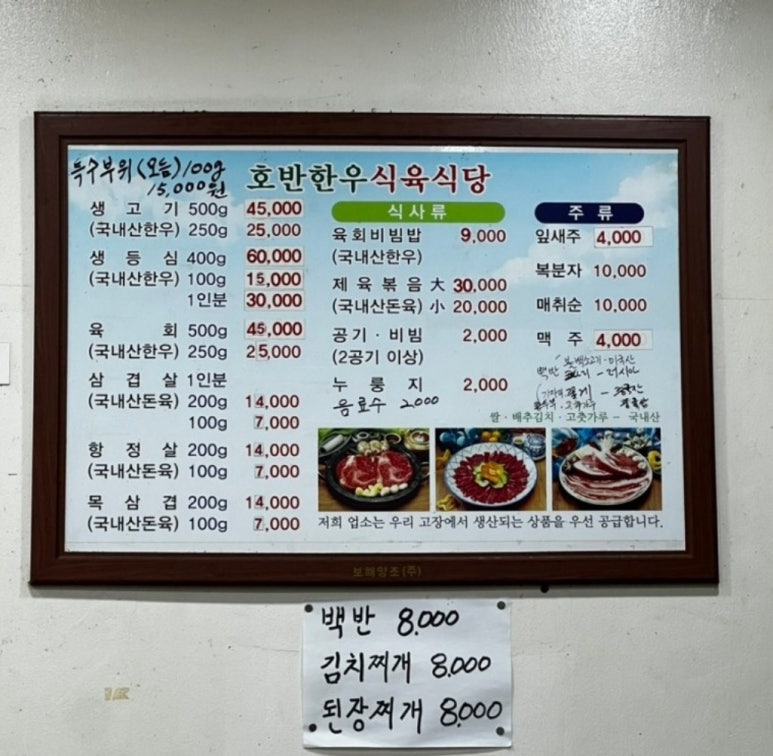 특수부위(모듬)100g
15,000원
호반한우식육식당
생고기 500g 45,000
(국내산한우) 250g 25,000
생등심 400g 60,000
(국내산한우) 100g 15,000
1인분 30,000
육회 500g 45,000
(국내산한우) 250g 25,000
삼겹살 1인분
(국내산돈육) 200g 14,000
100g 7,000
항정살 200g 14,000
(국내산돈육) 100g 7,000
목삼겹 200g 14,000
(국내산돈육) 100g 7,000
식사류
육회비빔밥 9,000
(국내산한우)
제육볶음 大 30,000
(국내산돈육) 小 20,000
공기·비빔 2,000
(2공기 이상)
누룽지 2,000
음료수 2000
주류
잎새주 4,000
복분자 10,000
매취순 10,000
맥주 4,000
백반 - 러시아
쌀·배추김치·고춧가루 - 국내산
저희 업소는 우리 고장에서 생산되는 상품을 우선 공급합니다.
보해양조(주)
백반 8.000
김치찌개 8.000
된장찌개 8.000